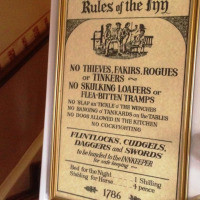 Rules of the Inn
NO THIEVES, FAKIRS, ROGUES
or TINKERS
NO SKULKING LOAFERS or
FLEA-BITTEN TRAMPS
NO SLAP an' TICKLE o' THE WENCHES
NO BANGING o' TANKARDS on the TABLES
NO DOGS ALLOWED IN THE KITCHEN
NO COCKFIGHTING
FLINTLOCKS, CUDGELS,
DAGGERS and SWORDS
to be handed to the INNKEEPER
for safe keeping
Bed for the Night 1 Shilling
Stabling for Horse 4 pence
1786